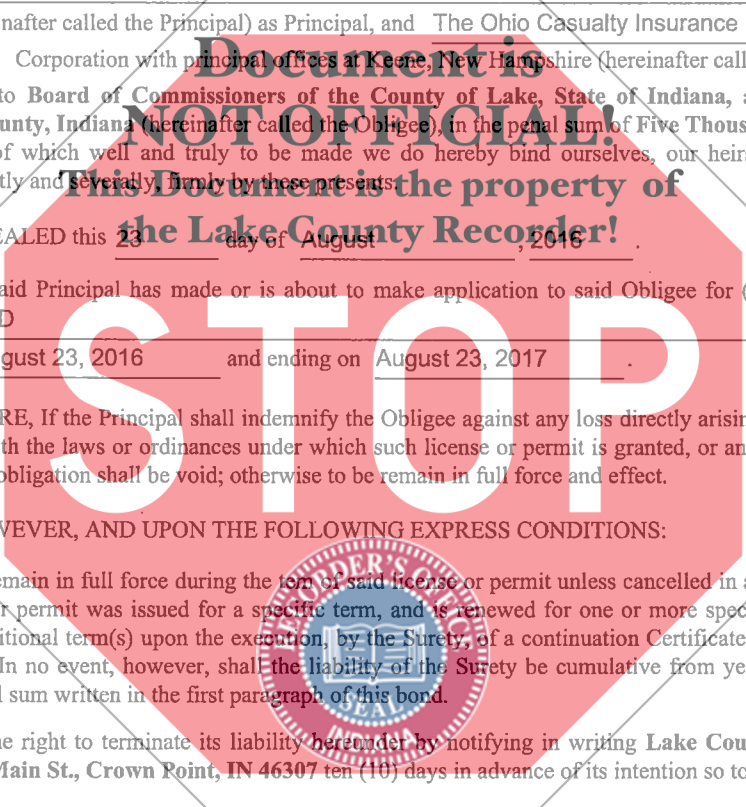 nafter called the Principal) as Principal, and The Ohio Casualty Insurance
Document is
Corporation with principal offices at Keene, New Hampshire (hereinafter call
to Board of Commissioners of the County of Lake, State of Indiana, a
NOT OFFICIAL!
unty, Indiana (hereinafter called the Obligee), in the penal sum of Five Thous
of which well and truly to be made we do hereby bind ourselves, our heirs
tly and severally, firmly by these presents.
This Document is the property of
the Lake County Recorder!
EALED this 23 day of August , 2016 .
aid Principal has made or is about to make application to said Obligee for (
D
gust 23, 2016 and ending on August 23, 2017 .
STOP
RE, If the Principal shall indemnify the Obligee against any loss directly arisin
th the laws or ordinances under which such license or permit is granted, or an
obligation shall be void; otherwise to be remain in full force and effect.
WEVER, AND UPON THE FOLLOWING EXPRESS CONDITIONS:
emain in full force during the tem of said license or permit unless cancelled in a
r permit was issued for a specific term, and is renewed for one or more spec
itional term(s) upon the execution, by the Surety, of a continuation Certificate
In no event, however, shall the liability of the Surety be cumulative from ye
l sum written in the first paragraph of this bond.
RECORDER'S OFFICE
SEAL
INDIANA
he right to terminate its liability hereunder by notifying in writing Lake Cou
Main St., Crown Point, IN 46307 ten (10) days in advance of its intention so to